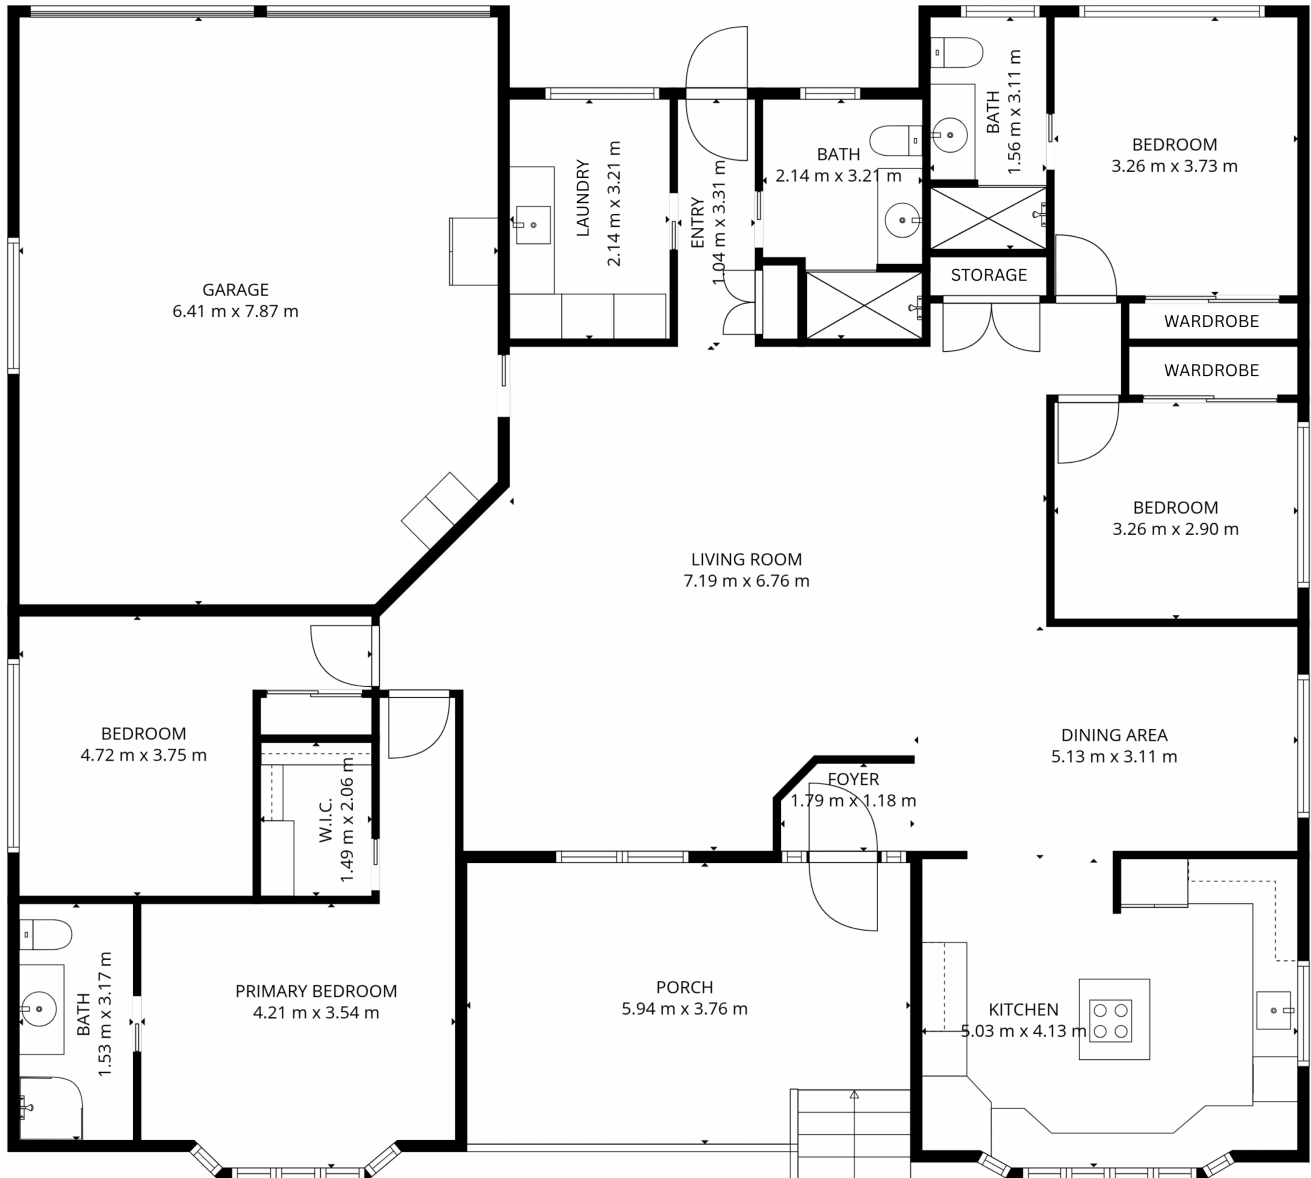 BATH
1.56 m x 3.11 m
BEDROOM
3.26 m x 3.73 m
BATH
2.14 m x 3.21 m
LAUNDRY
2.14 m x 3.21 m
ENTRY
1.04 m x 3.31 m
STORAGE
GARAGE
6.41 m x 7.87 m
WARDROBE
WARDROBE
BEDROOM
3.26 m x 2.90 m
LIVING ROOM
7.19 m x 6.76 m
BEDROOM
4.72 m x 3.75 m
DINING AREA
5.13 m x 3.11 m
FOYER
1.79 m x 1.18 m
W.I.C.
1.49 m x 2.06 m
PRIMARY BEDROOM
4.21 m x 3.54 m
PORCH
5.94 m x 3.76 m
BATH
1.53 m x 3.17 m
KITCHEN
5.03 m x 4.13 m